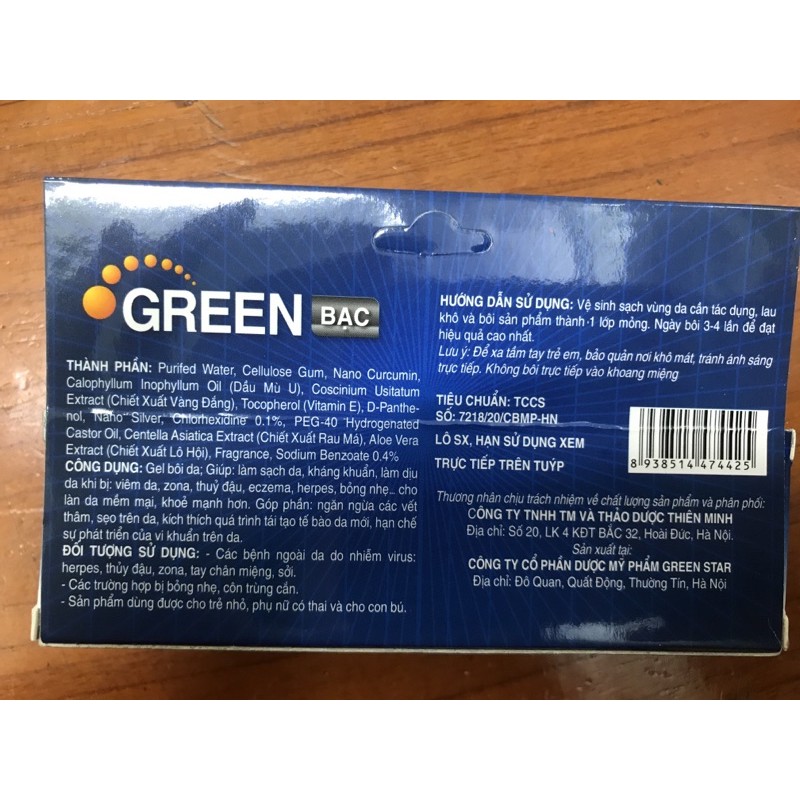 GREEN BẠC
THÀNH PHẦN: Purifed Water, Cellulose Gum, Nano Curcumin,
Calophyllum Inophyllum Oil (Dầu Mù U), Coscinium Usitatum
Extract (Chiết Xuất Vàng Đắng), Tocopherol (Vitamin E), D-Panthe-
nol, Nano Silver, Chlorhexidine 0.1%, PEG-40 Hydrogenated
Castor Oil, Centella Asiatica Extract (Chiết Xuất Rau Má), Aloe Vera
Extract (Chiết Xuất Lô Hội), Fragrance, Sodium Benzoate 0.4%
CÔNG DỤNG: Gel bôi da; Giúp: làm sạch da, kháng khuẩn, làm dịu
da khi bị: viêm da, zona, thuỷ đậu, eczema, herpes, bỏng nhẹ.. cho
làn da mềm mại, khoẻ mạnh hơn. Góp phần: ngăn ngừa các vết
thâm, sẹo trên da, kích thích quá trình tái tạo tế bào da mới, hạn chế
sự phát triển của vi khuẩn trên da.
ĐỐI TƯỢNG SỬ DỤNG: - Các bệnh ngoài da do nhiễm virus:
herpes, thủy đậu, zona, tay chân miệng, sởi.
- Các trường hợp bị bỏng nhẹ, côn trùng cắn.
- Sản phẩm dùng được cho trẻ nhỏ, phụ nữ có thai và cho con bú.
HƯỚNG DẪN SỬ DỤNG: Vệ sinh sạch vùng da cần tác dụng, lau
khô và bôi sản phẩm thành 1 lớp mỏng. Ngày bôi 3-4 lần để đạt
hiệu quả cao nhất.
Lưu ý: Để xa tầm tay trẻ em, bảo quản nơi khô mát, tránh ánh sáng
trực tiếp. Không bôi trực tiếp vào khoang miệng
TIÊU CHUẨN: TCCS
SỐ: 7218/20/CBMP-HN
LÔ SX, HẠN SỬ DỤNG XEM
TRỰC TIẾP TRÊN TUÝP
8 938514 474425
Thương nhân chịu trách nhiệm về chất lượng sản phẩm và phân phối:
CÔNG TY TNHH TM VÀ THẢO DƯỢC THIÊN MINH
Địa chỉ: Số 20, LK 4 KĐT BẮC 32, Hoài Đức, Hà Nội.
Sản xuất tại:
CÔNG TY CỔ PHẦN DƯỢC MỸ PHẨM GREEN STAR
Địa chỉ: Đô Quan, Quất Động, Thường Tín, Hà Nội